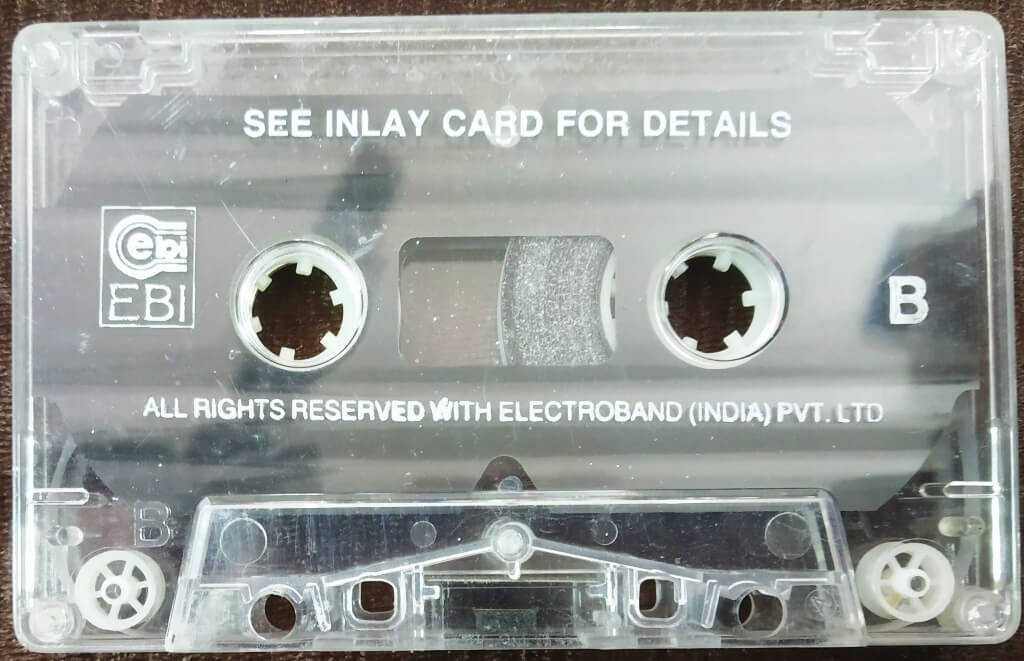 SEE INLAY CARD FOR DETAILS
ebi
EBI
B
ALL RIGHTS RESERVED WITH ELECTROBAND (INDIA) PVT. LTD
B